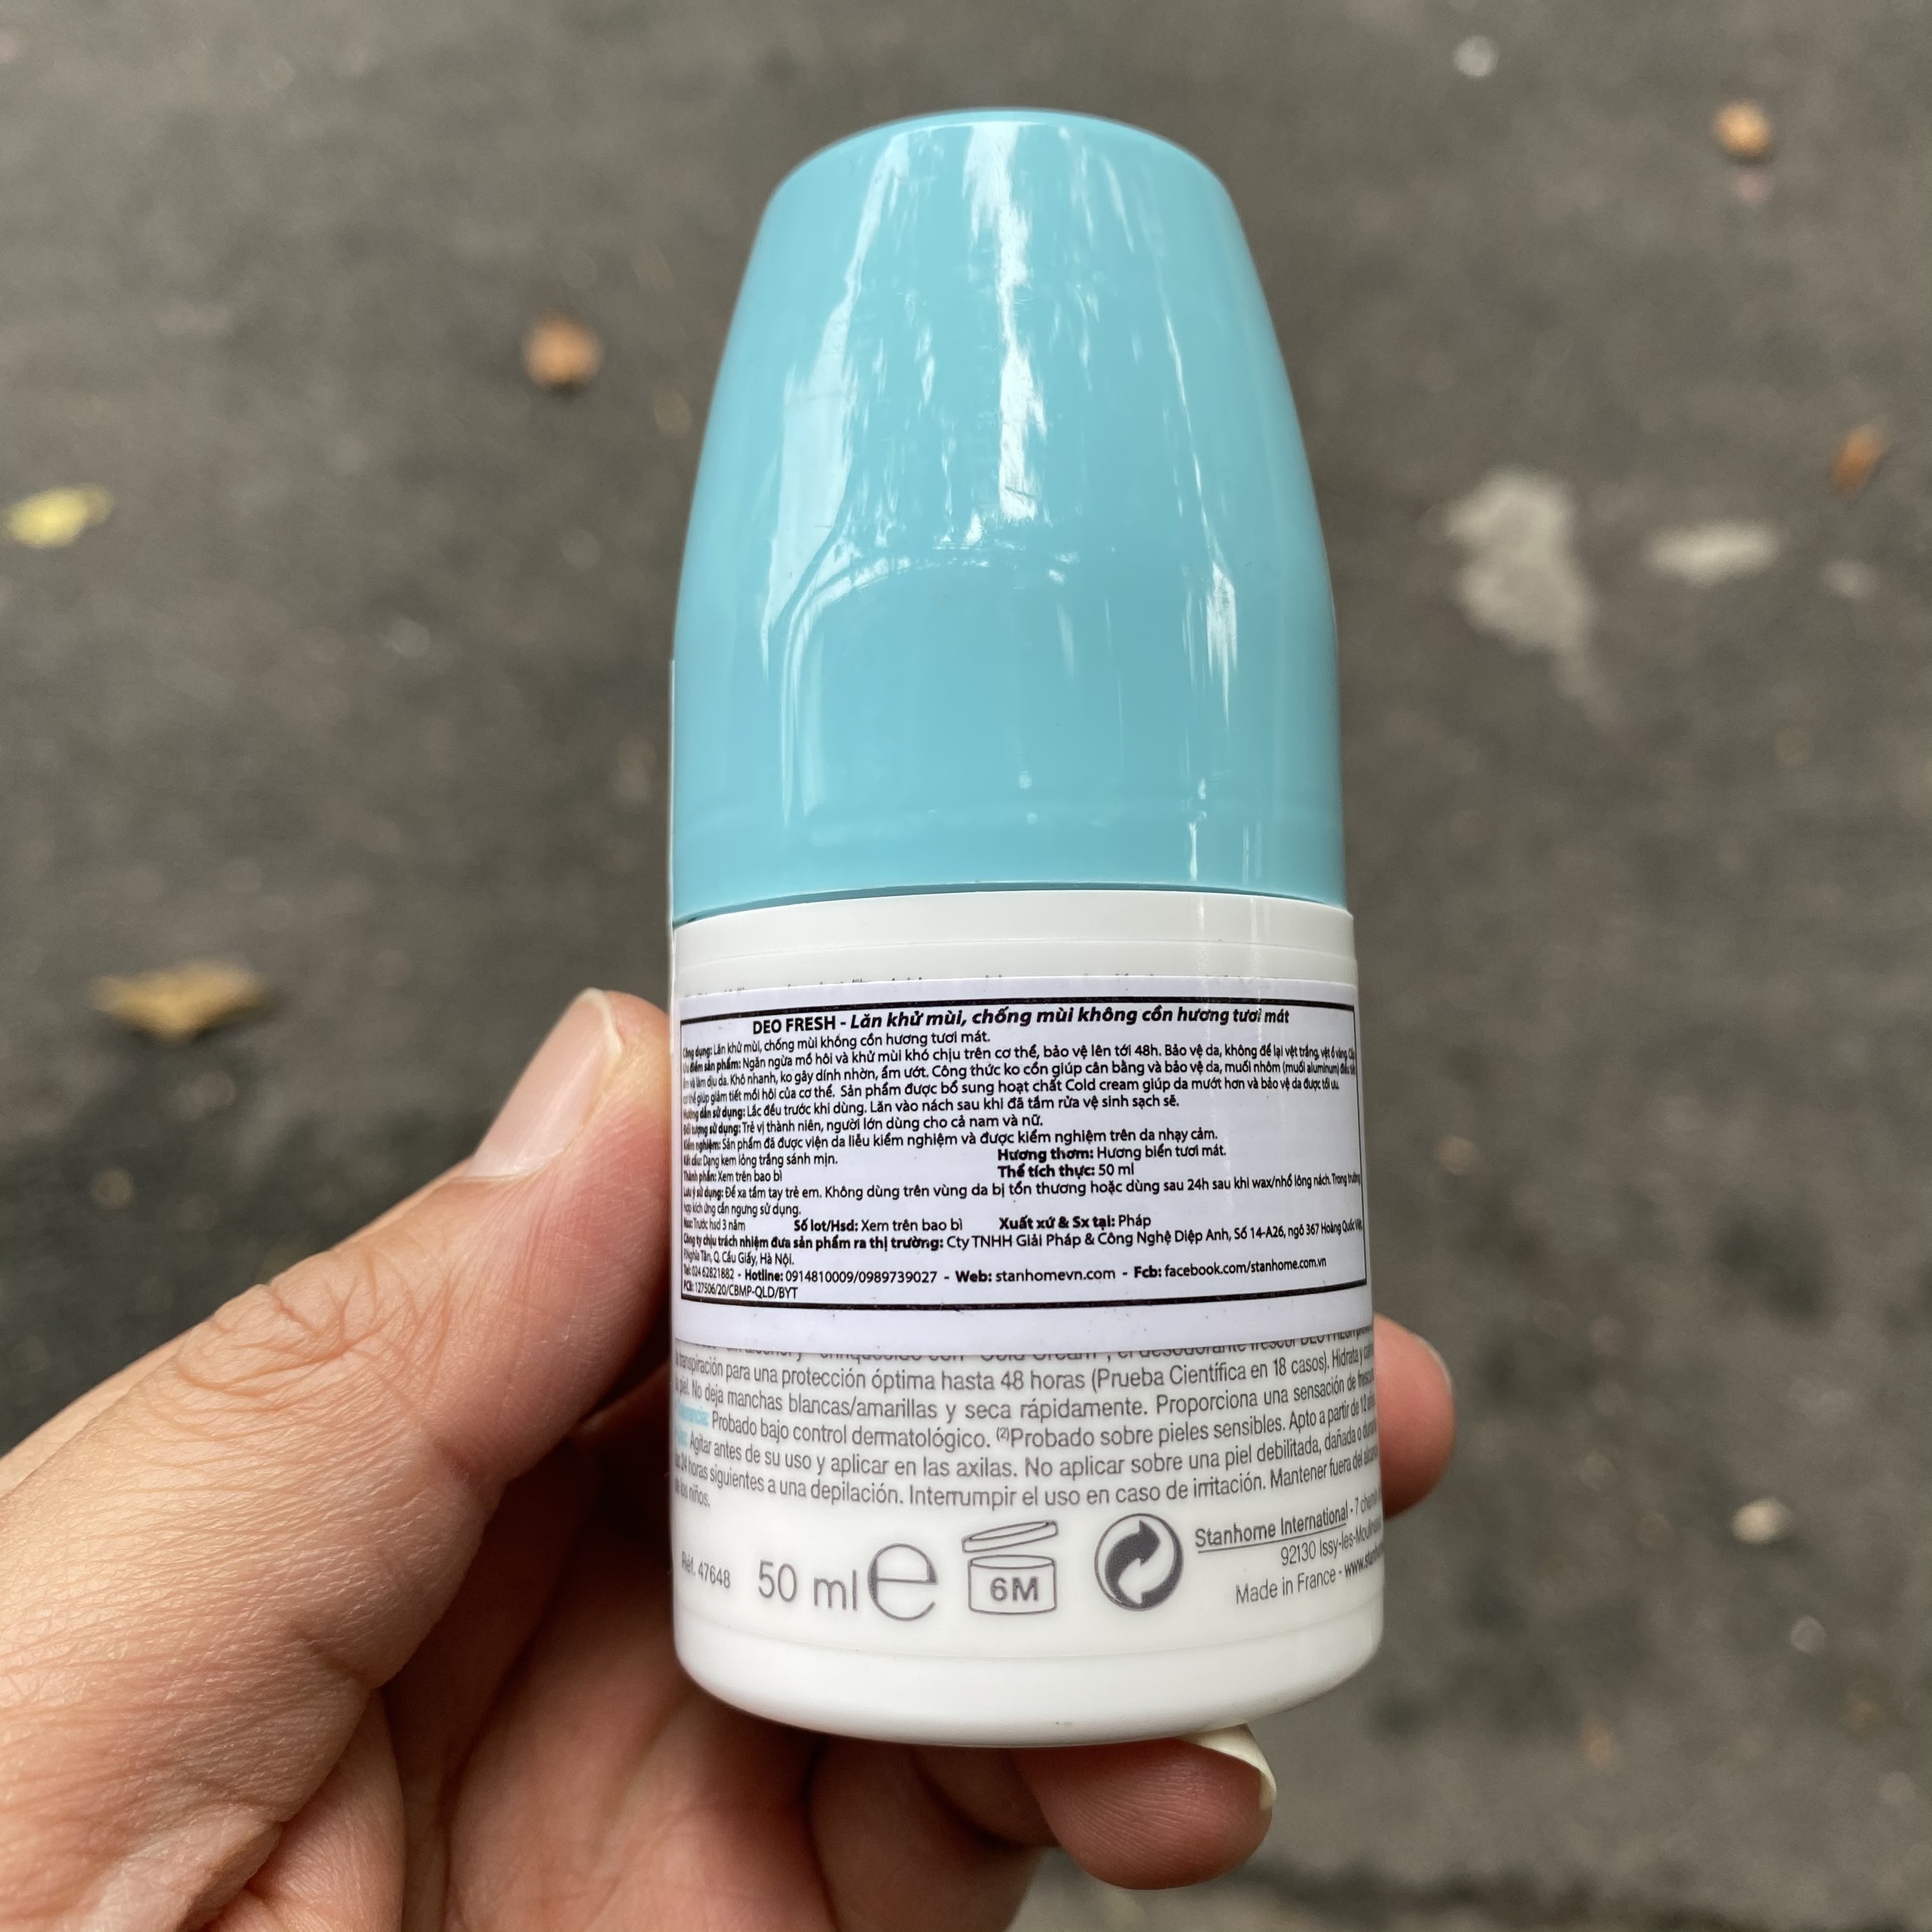 DEO FRESH - Lăn khử mùi, chống mùi không cồn hương tươi mát
Công dụng: Lăn khử mùi, chống mùi không cồn hương tươi mát.
Ưu điểm sản phẩm: Ngăn ngừa mồ hôi và khử mùi khó chịu trên cơ thể, bảo vệ lên tới 48h. Bảo vệ da, không để lại vệt trắng, vệt ố vàng.
ẩm và làm dịu da. Khô nhanh, ko gây dính nhờn, ẩm ướt. Công thức ko cồn giúp cân bằng và bảo vệ da, muối nhôm (muối aluminum) điều tiết
cơ thể giúp giảm tiết mồi hôi của cơ thể. Sản phẩm được bổ sung hoạt chất Cold cream giúp da mướt hơn và bảo vệ da được tối ưu.
Hướng dẫn sử dụng: Lắc đều trước khi dùng. Lăn vào nách sau khi đã tắm rửa vệ sinh sạch sẽ.
Đối tượng sử dụng: Trẻ vị thành niên, người lớn dùng cho cả nam và nữ.
Kiểm nghiệm: Sản phẩm đã được viện da liễu kiểm nghiệm và được kiểm nghiệm trên da nhạy cảm.
Kết cấu: Dạng kem lỏng trắng sánh mịn. Hương thơm: Hương biển tươi mát.
Thành phần: Xem trên bao bì Thể tích thực: 50 ml
Lưu ý sử dụng: Để xa tầm tay trẻ em. Không dùng trên vùng da bị tổn thương hoặc dùng sau 24h sau khi wax/nhổ lông nách. Trong trường
hợp kích ứng cần ngưng sử dụng.
Nsx: Trước hsd 3 năm Số lot/Hsd: Xem trên bao bì Xuất xứ & Sx tại: Pháp
Công ty chịu trách nhiệm đưa sản phẩm ra thị trường: Cty TNHH Giải Pháp & Công Nghệ Diệp Anh, Số 14-A26, ngõ 367 Hoàng Quốc Việt,
P.Nghĩa Tân, Q. Cầu Giấy, Hà Nội.
Tel: 024 62821882 - Hotline: 0914810009/0989739027 - Web: stanhomevn.com - Fcb: facebook.com/stanhome.com.vn
PCB: 127506/20/CBMP-QLD/BYT
transpiración para una protección óptima hasta 48 horas (Prueba Científica en 18 casos). Hidrata y
la piel. No deja manchas blancas/amarillas y seca rápidamente. Proporciona una sensación de
Tolerancia: Probado bajo control dermatológico. (2)Probado sobre pieles sensibles. Apto a partir de 12
Agitar antes de su uso y aplicar en las axilas. No aplicar sobre una piel debilitada, dañada o
las 24 horas siguientes a una depilación. Interrumpir el uso en caso de irritación. Mantener fuera del
de los niños.
Réf. 47648 50 ml e 6M
Stanhome International - 7
92130 Issy-les-
Made in France -